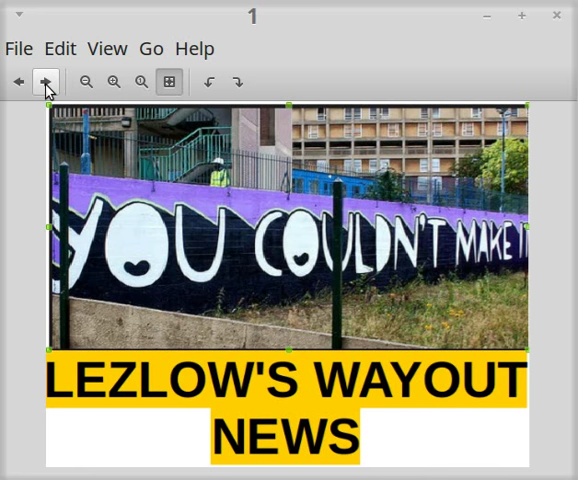 1
File Edit View Go Help
YOU COULDN'T MAKE I
LEZLOW'S WAYOUT
NEWS